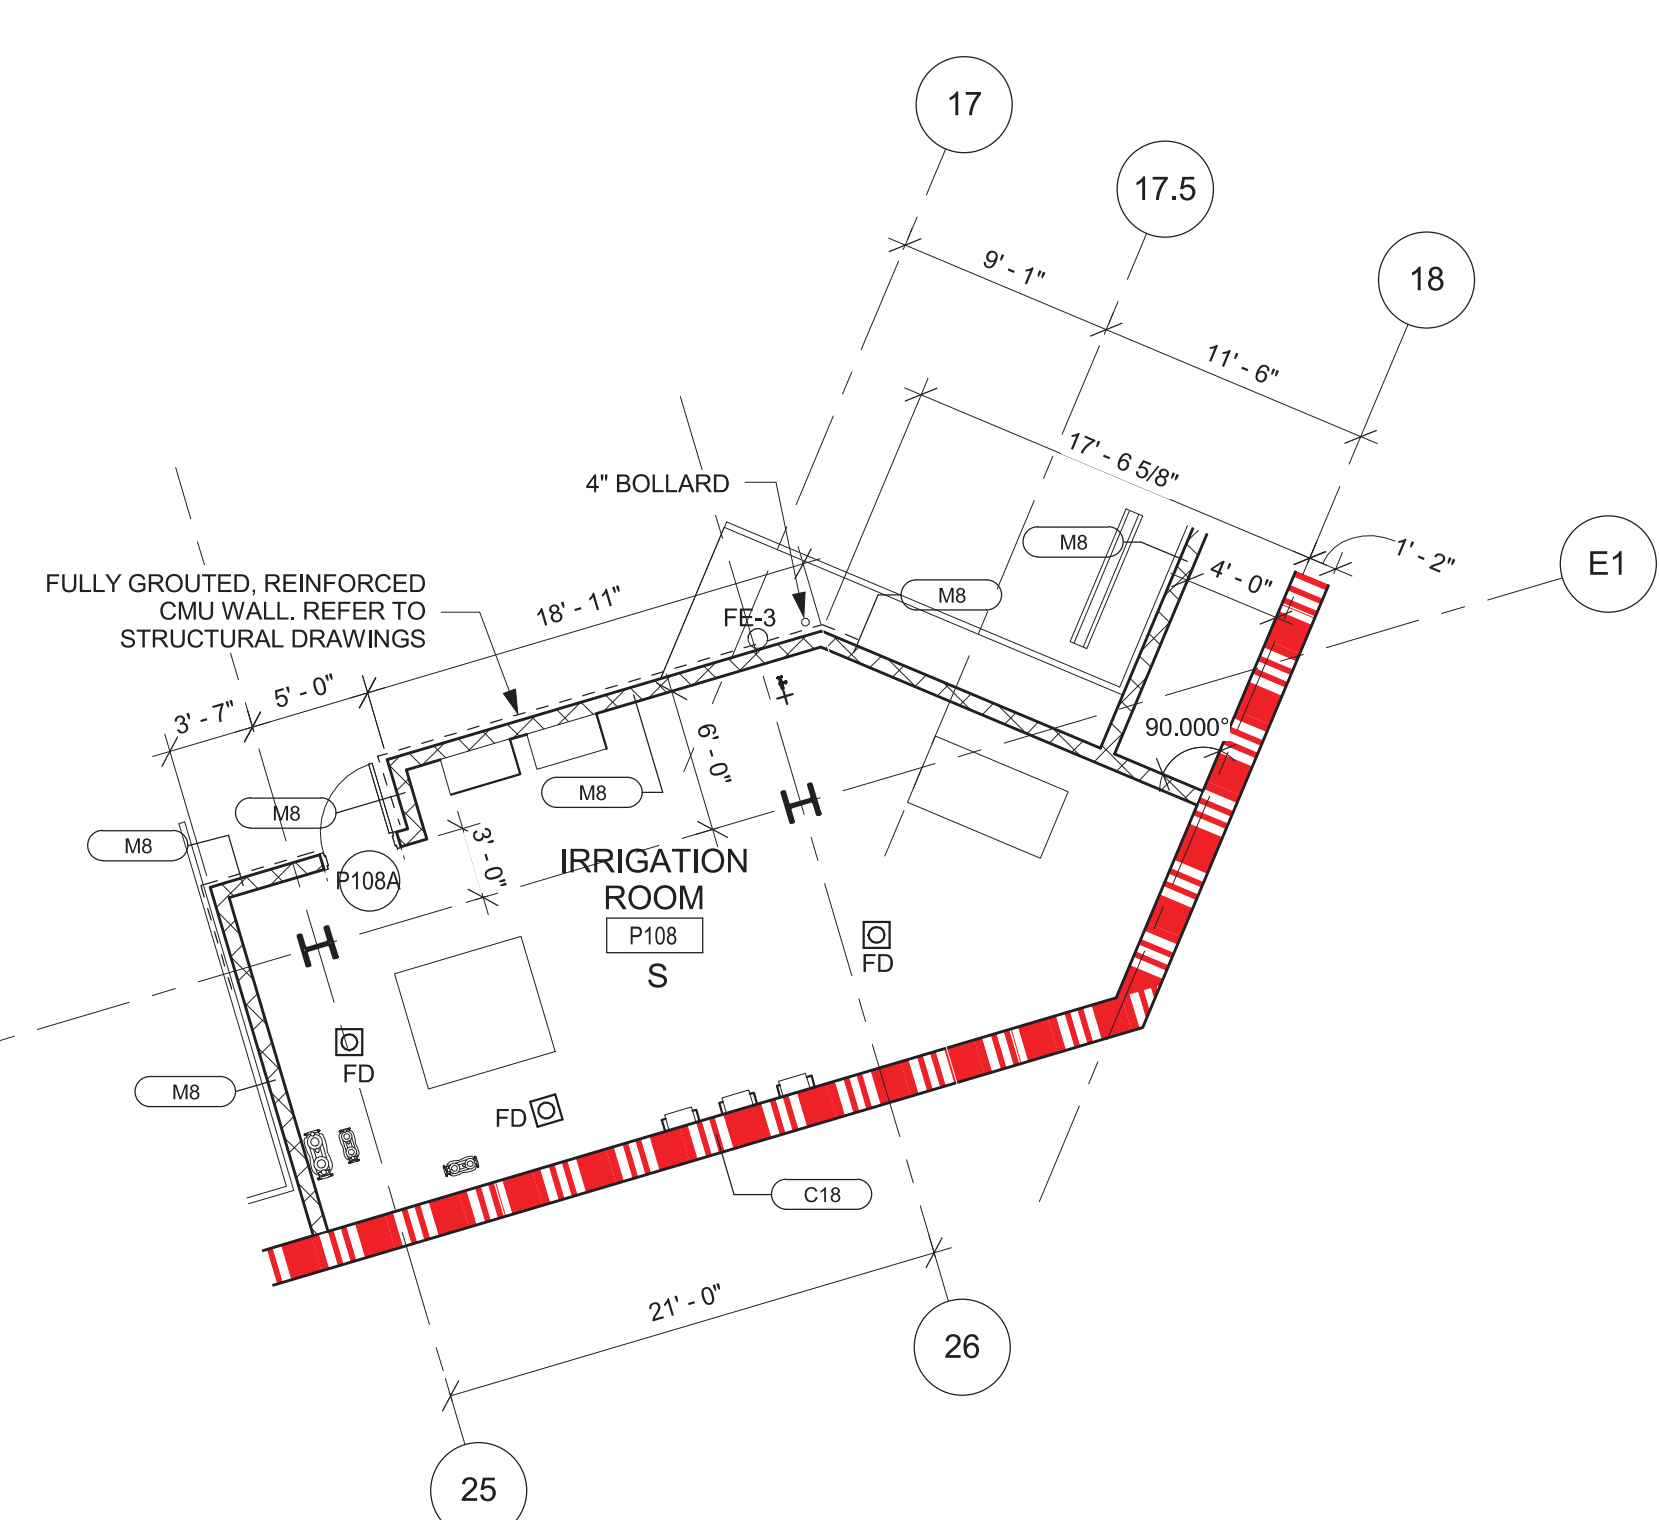 17
17.5
18
9' - 1"
11' - 6"
17' - 6 5/8"
4" BOLLARD
M8
1' - 2"
E1
4' - 0"
FULLY GROUTED, REINFORCED
CMU WALL. REFER TO
STRUCTURAL DRAWINGS
18' - 11"
FE-3
M8
5' - 0"
3' - 7"
90.000°
6' - 0"
M8
M8
M8
3' - 0"
IRRIGATION
ROOM
P108A
P108
S
FD
FD
M8
FD
C18
21' - 0"
26
25